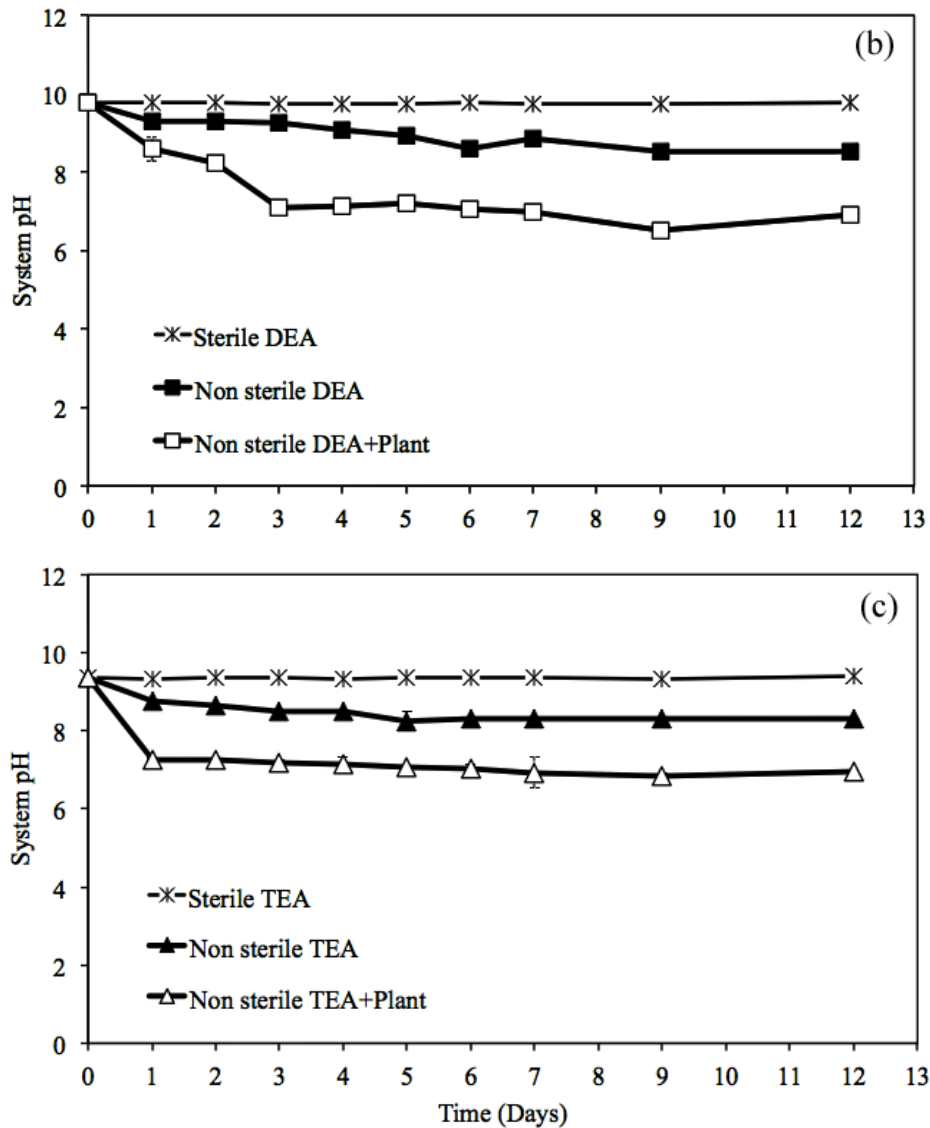 12
(b)
10
8
System pH
6
4
Sterile DEA
Non sterile DEA
2
Non sterile DEA+Plant
0
0 1 2 3 4 5 6 7 8 9 10 11 12 13
12
(c)
10
8
System pH
6
4
Sterile TEA
Non sterile TEA
2
Non sterile TEA+Plant
0
0 1 2 3 4 5 6 7 8 9 10 11 12 13
Time (Days)